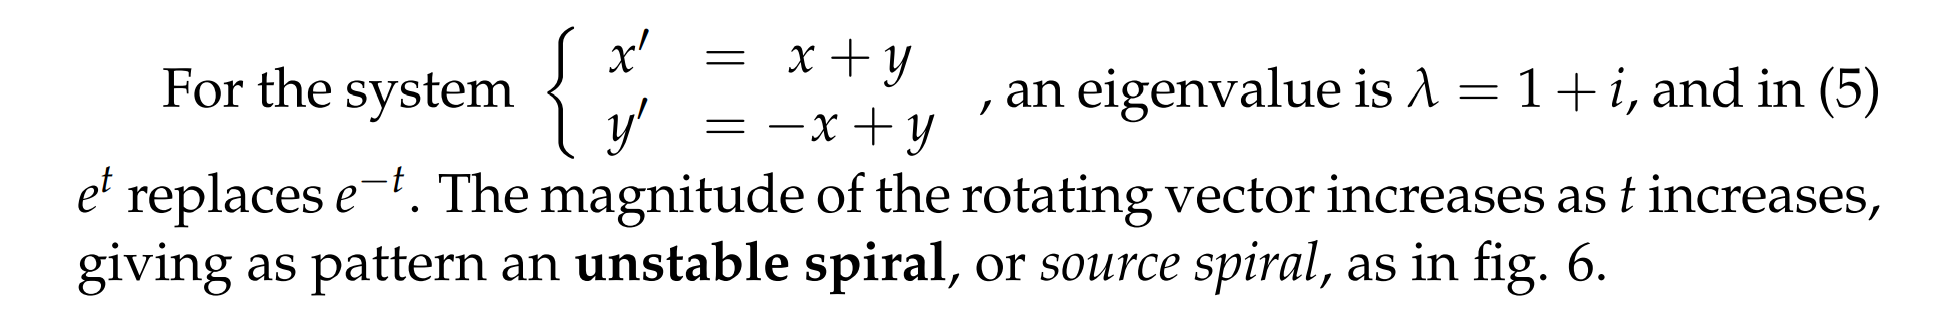 For the system { x′ = x + y
y′ = −x + y , an eigenvalue is λ = 1 + i, and in (5)
e^t replaces e^−t. The magnitude of the rotating vector increases as t increases,
giving as pattern an unstable spiral, or source spiral, as in fig. 6.